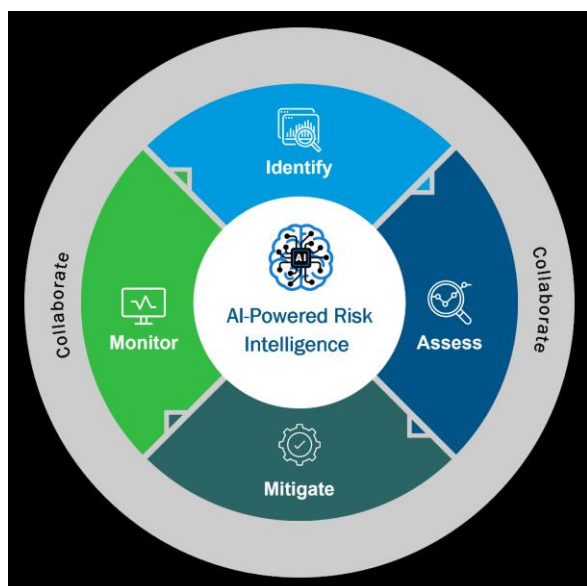 Identify
Collaborate
AI
AI-Powered Risk
Intelligence
Monitor
Assess
Collaborate
Mitigate